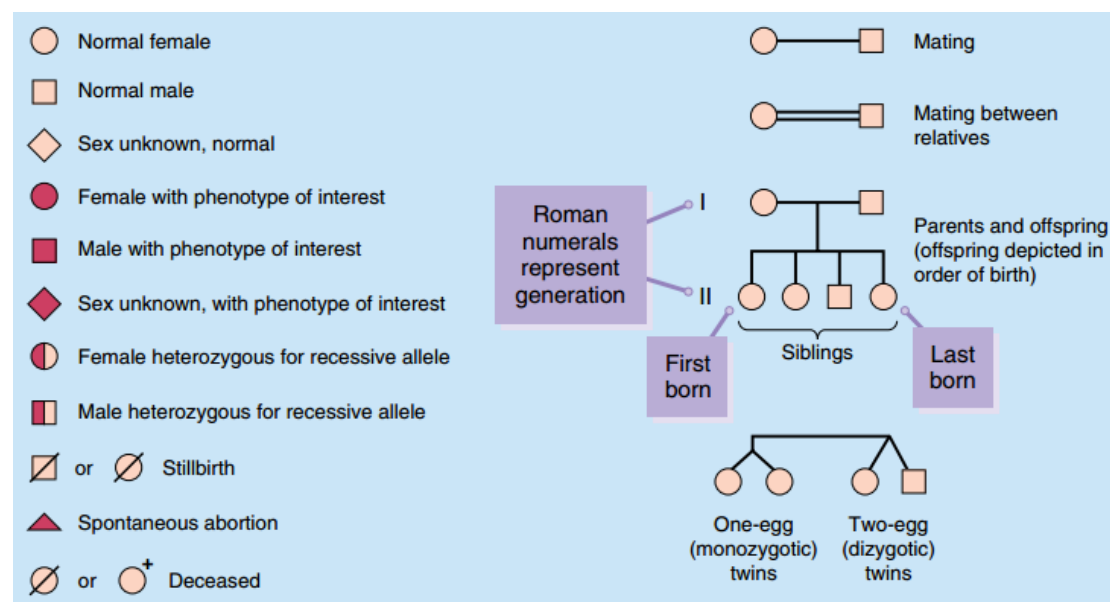 Normal female
Normal male
Sex unknown, normal
Female with phenotype of interest
Male with phenotype of interest
Sex unknown, with phenotype of interest
Female heterozygous for recessive allele
Male heterozygous for recessive allele
or Stillbirth
Spontaneous abortion
or + Deceased
Mating
Mating between
relatives
Roman
numerals
represent
generation
I
II
Parents and offspring
(offspring depicted in
order of birth)
First
born
Siblings
Last
born
One-egg
(monozygotic)
twins
Two-egg
(dizygotic)
twins